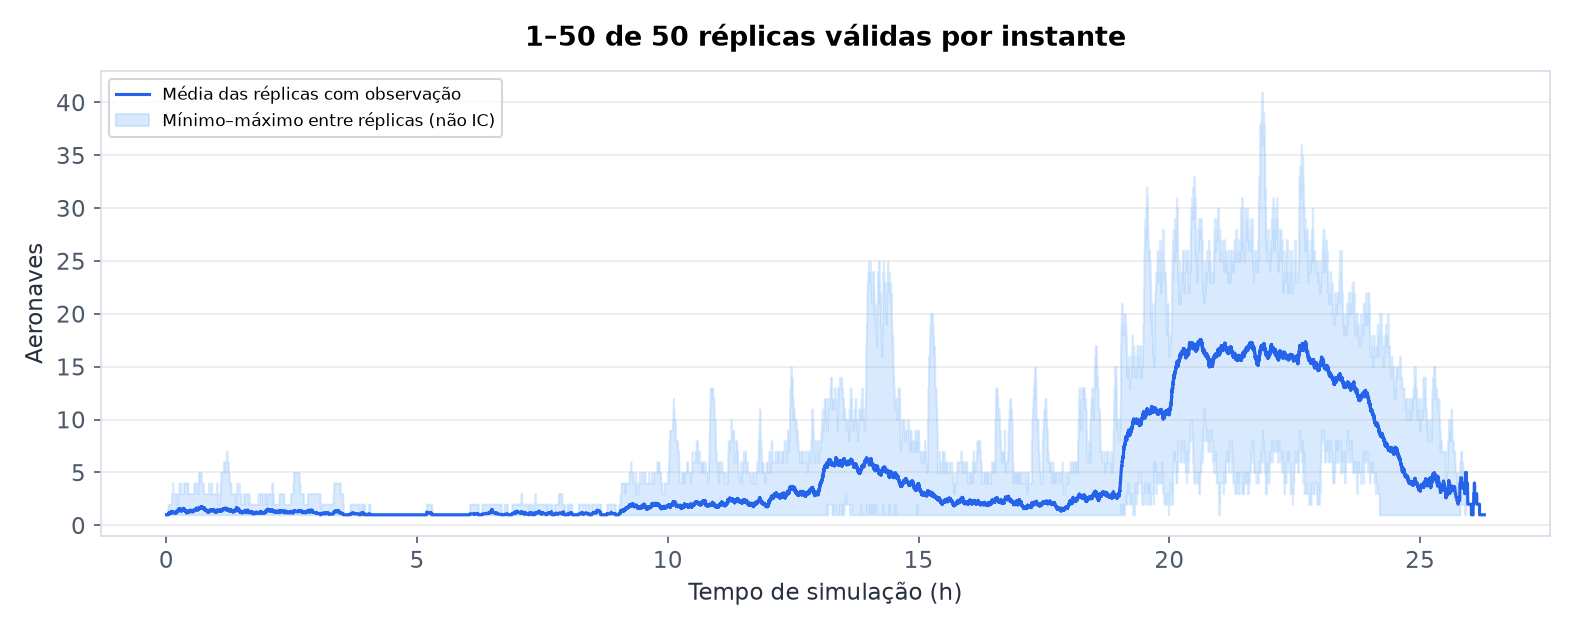 1–50 de 50 réplicas válidas por instante
Média das réplicas com observação
Mínimo–máximo entre réplicas (não IC)
Aeronaves
40
35
30
25
20
15
10
5
0
0 5 10 15 20 25
Tempo de simulação (h)